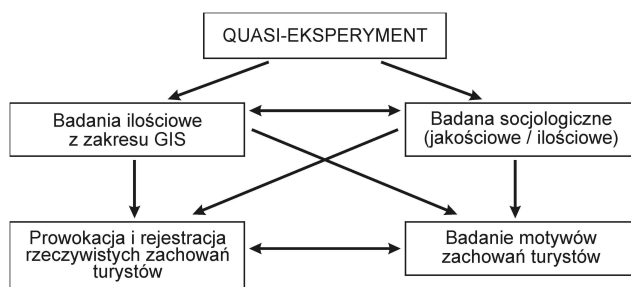 QUASI-EKSPERYMENT
Badania ilościowe
z zakresu GIS
Badana socjologiczne
(jakościowe / ilościowe)
Prowokacja i rejestracja
rzeczywistych zachowań
turystów
Badanie motywów
zachowań turystów